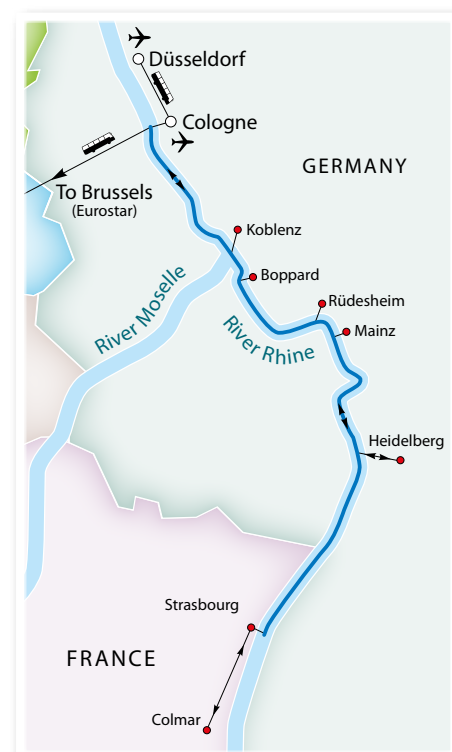 Düsseldorf
Cologne
GERMANY
To Brussels
(Eurostar)
Koblenz
Boppard
River Moselle
Rüdesheim
River Rhine
Mainz
Heidelberg
Strasbourg
FRANCE
Colmar